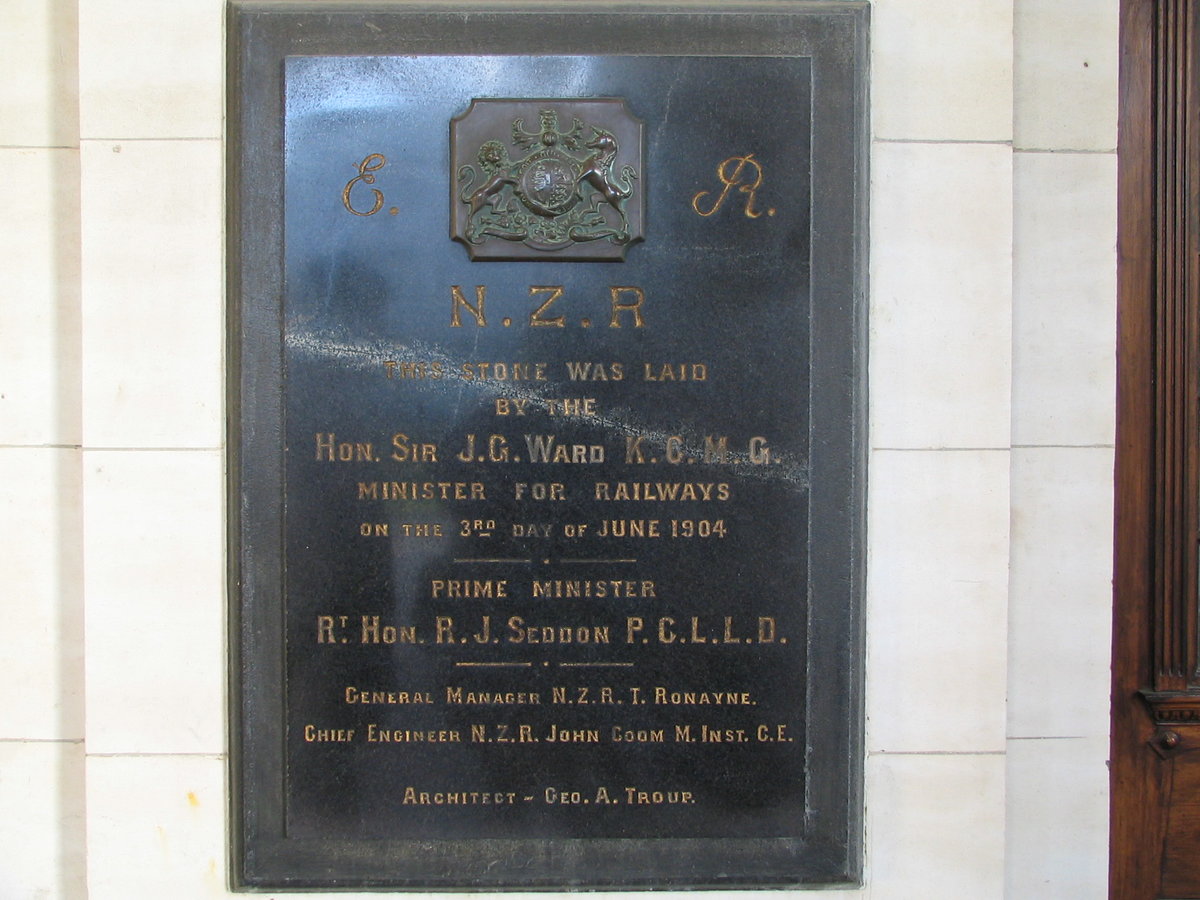 E. R.
N.Z.R
THIS STONE WAS LAID
BY THE
HON. SIR J.G. WARD K.C.M.G.
MINISTER FOR RAILWAYS
ON THE 3RD DAY OF JUNE 1904
PRIME MINISTER
RT HON. R.J. SEDDON P.C.L.L.D.
GENERAL MANAGER N.Z.R. T. RONAYNE.
CHIEF ENGINEER N.Z.R. JOHN COOM M. INST. C.E.
ARCHITECT - GEO. A. TROUP.